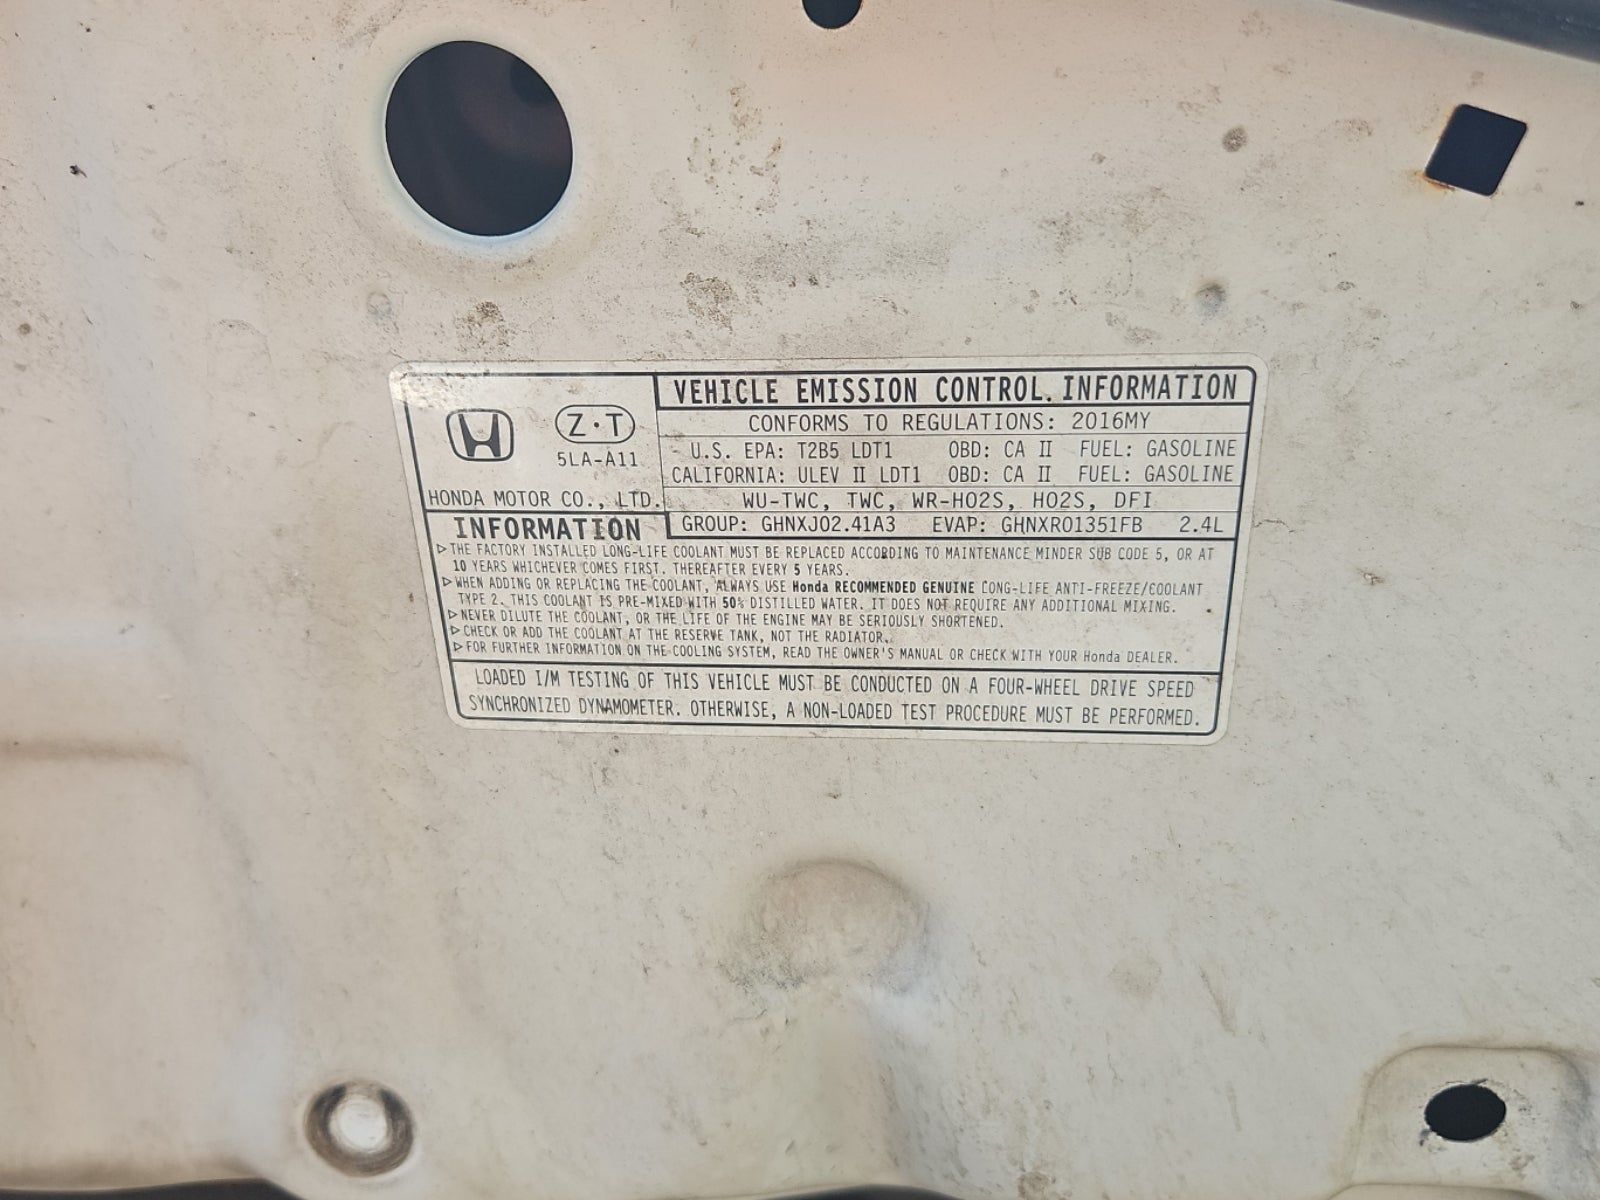 VEHICLE EMISSION CONTROL INFORMATION
CONFORMS TO REGULATIONS: 2016MY
Z·T
5LA-A11
HONDA MOTOR CO., LTD.
U.S. EPA: T2B5 LDT1 OBD: CA II FUEL: GASOLINE
CALIFORNIA: ULEV II LDT1 OBD: CA II FUEL: GASOLINE
WU-TWC, TWC, WR-HO2S, HO2S, DFI
GROUP: GHNXJ02.41A3 EVAP: GHNXR01351FB 2.4L
INFORMATION
▷THE FACTORY INSTALLED LONG-LIFE COOLANT MUST BE REPLACED ACCORDING TO MAINTENANCE MINDER SUB CODE 5, OR AT
10 YEARS WHICHEVER COMES FIRST. THEREAFTER EVERY 5 YEARS.
▷WHEN ADDING OR REPLACING THE COOLANT, ALWAYS USE Honda RECOMMENDED GENUINE LONG-LIFE ANTI-FREEZE/COOLANT
TYPE 2. THIS COOLANT IS PRE-MIXED WITH 50% DISTILLED WATER. IT DOES NOT REQUIRE ANY ADDITIONAL MIXING.
▷NEVER DILUTE THE COOLANT, OR THE LIFE OF THE ENGINE MAY BE SERIOUSLY SHORTENED.
▷CHECK OR ADD THE COOLANT AT THE RESERVE TANK, NOT THE RADIATOR.
▷FOR FURTHER INFORMATION ON THE COOLING SYSTEM, READ THE OWNER'S MANUAL OR CHECK WITH YOUR Honda DEALER.
LOADED I/M TESTING OF THIS VEHICLE MUST BE CONDUCTED ON A FOUR-WHEEL DRIVE SPEED
SYNCHRONIZED DYNAMOMETER. OTHERWISE, A NON-LOADED TEST PROCEDURE MUST BE PERFORMED.